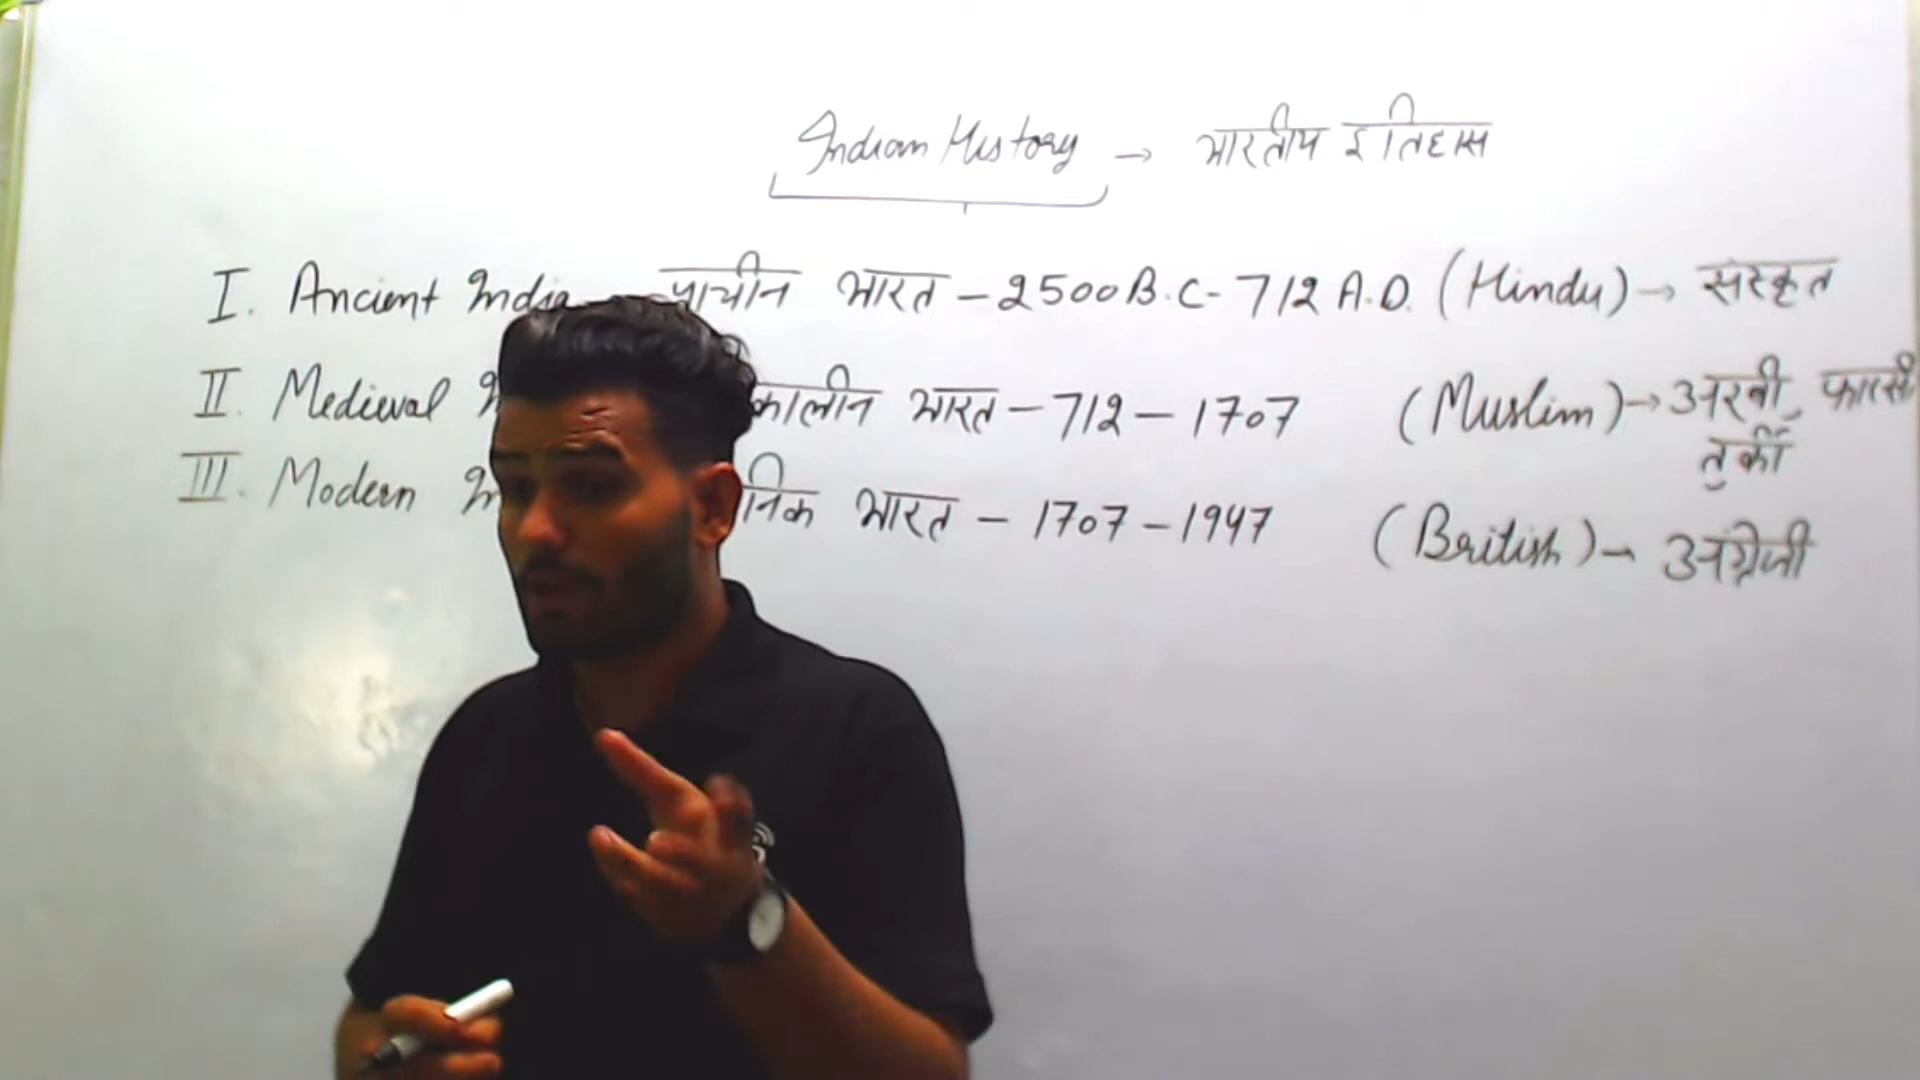 Indian History → भारतीय इतिहास
I. Ancient India - प्राचीन भारत - 2500 B.C - 712 A.D. (Hindu) → संस्कृत
II. Medieval भारत - 712 - 1707 (Muslim) → अरबी, फारसी
तुर्की
III. Modern भारत - 1707 - 1947 (British) - अंग्रेजी